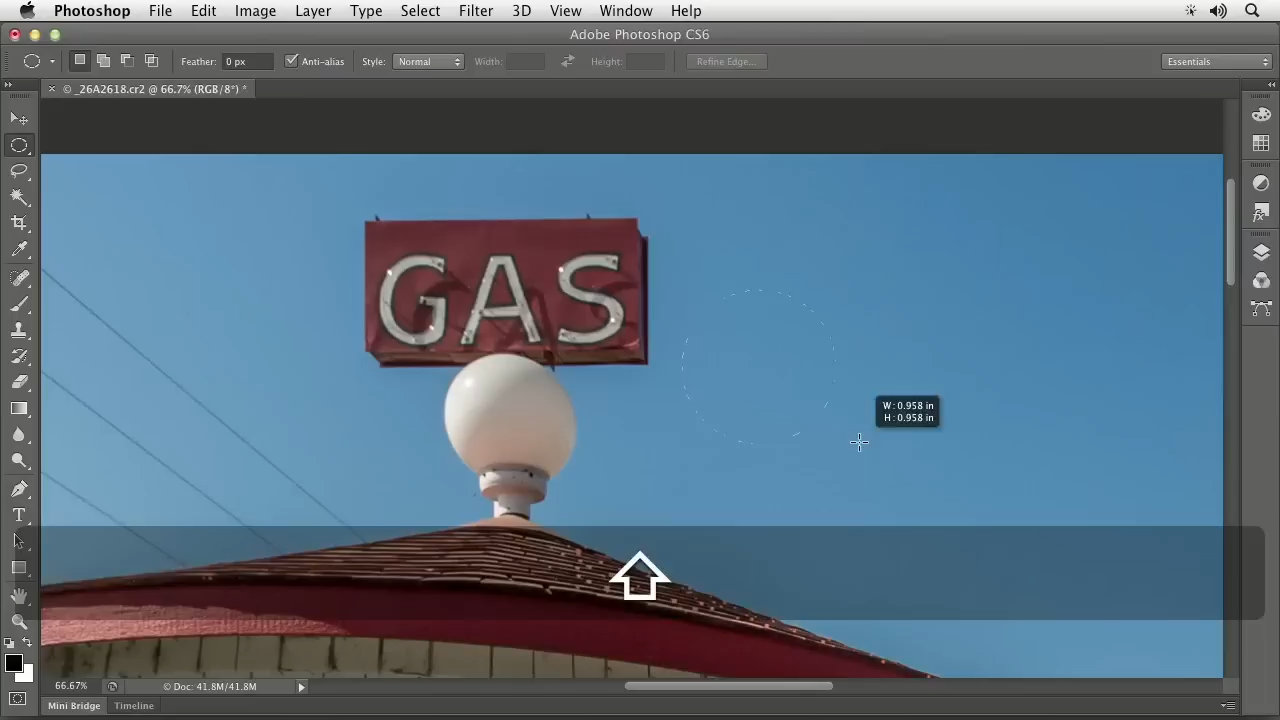 Photoshop File Edit Image Layer Type Select Filter 3D View Window Help
Adobe Photoshop CS6
Feather: 0 px Anti-alias Style: Normal Width: Height: Refine Edge... Essentials
© _26A2618.cr2 @ 66.7% (RGB/8*) *
GAS
W: 0.958 in
H: 0.958 in
T
66.67% © Doc: 41.8M/41.8M
Mini Bridge Timeline